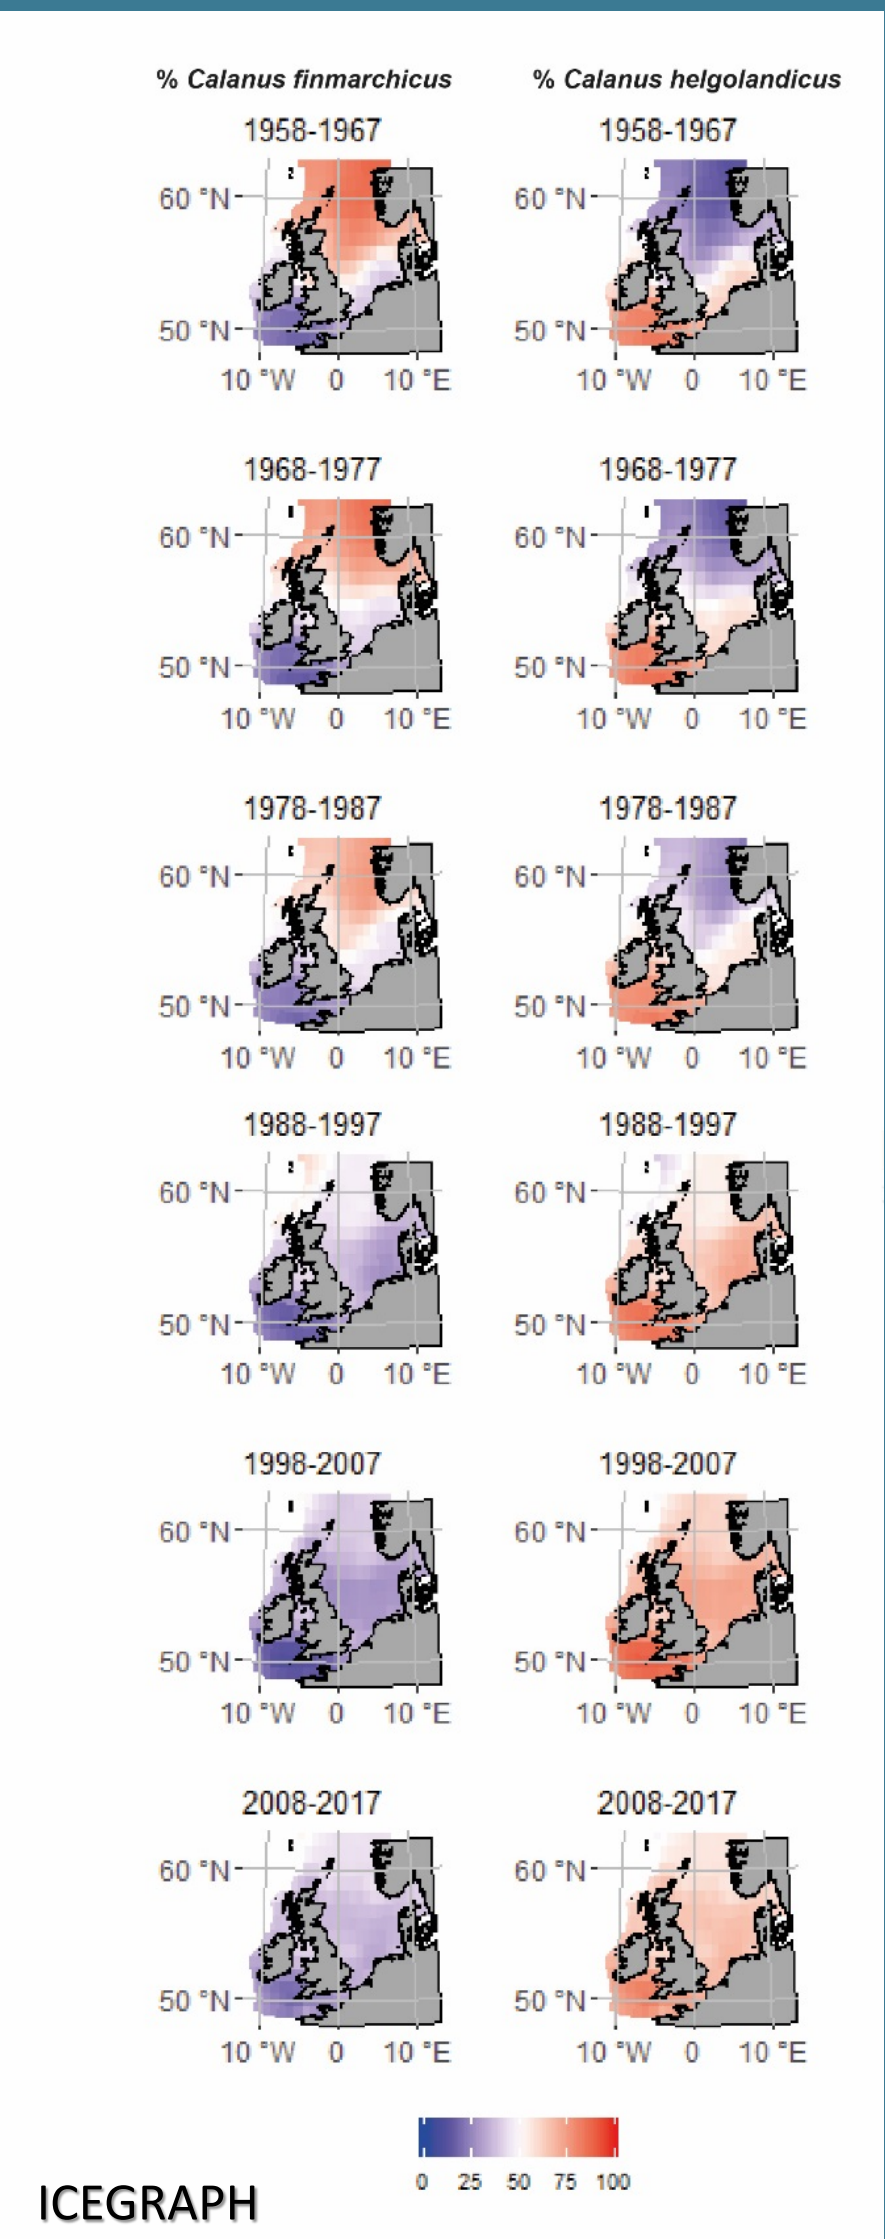 % Calanus finmarchicus % Calanus helgolandicus
1958-1967 1958-1967
60 °N 60 °N
50 °N 50 °N
10 °W 0 10 °E 10 °W 0 10 °E
1968-1977 1968-1977
60 °N 60 °N
50 °N 50 °N
10 °W 0 10 °E 10 °W 0 10 °E
1978-1987 1978-1987
60 °N 60 °N
50 °N 50 °N
10 °W 0 10 °E 10 °W 0 10 °E
1988-1997 1988-1997
60 °N 60 °N
50 °N 50 °N
10 °W 0 10 °E 10 °W 0 10 °E
1998-2007 1998-2007
60 °N 60 °N
50 °N 50 °N
10 °W 0 10 °E 10 °W 0 10 °E
2008-2017 2008-2017
60 °N 60 °N
50 °N 50 °N
10 °W 0 10 °E 10 °W 0 10 °E
0 25 50 75 100
ICEGRAPH